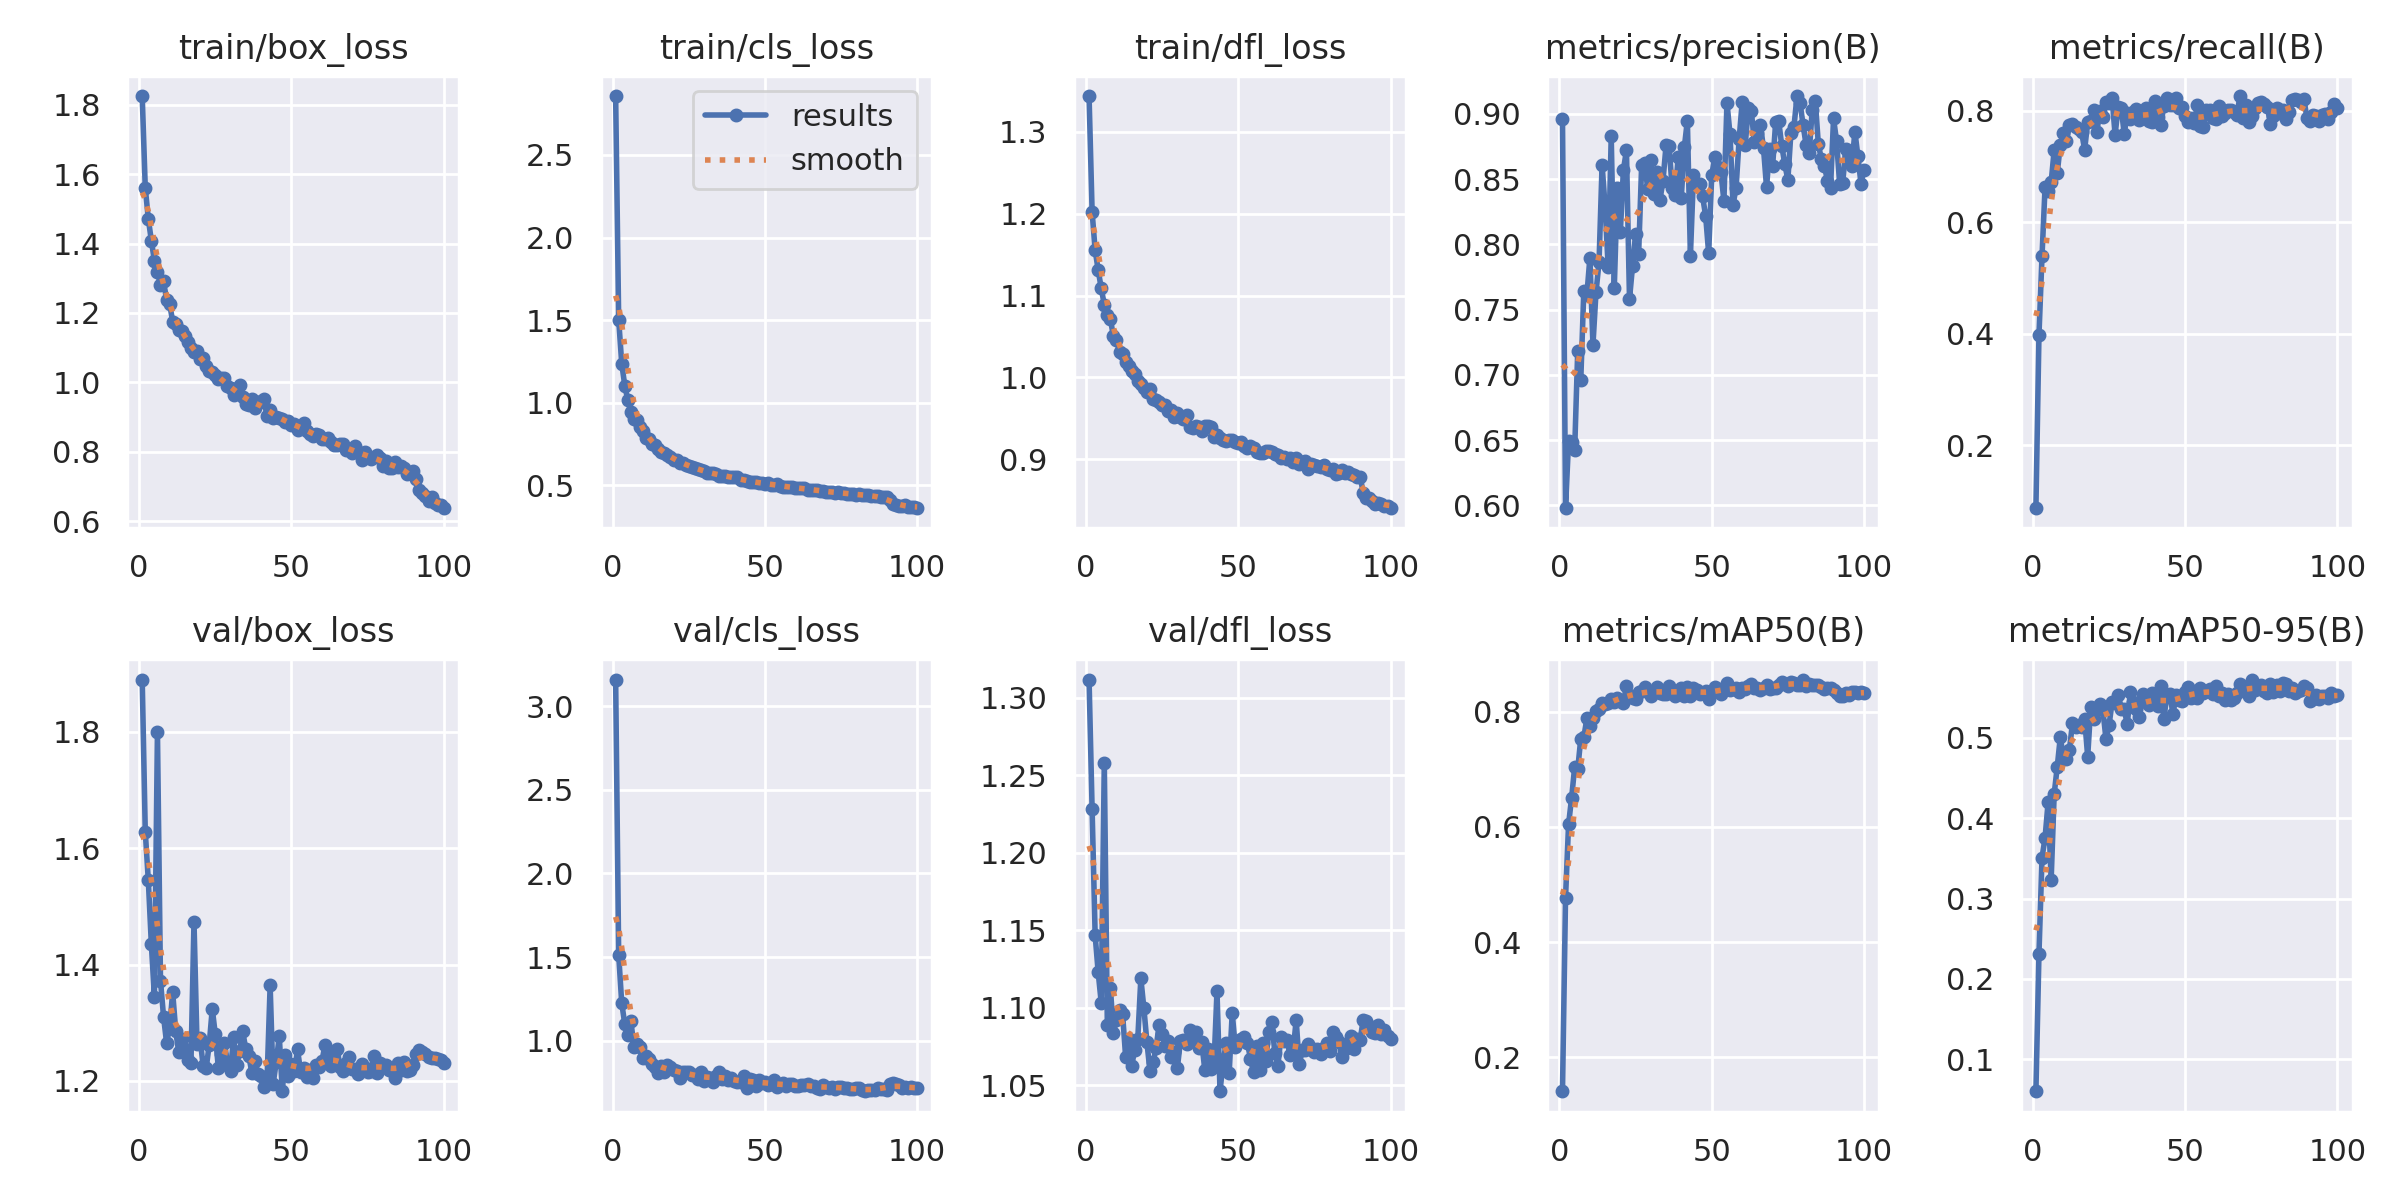 train/box_loss
train/cls_loss
train/dfl_loss
metrics/precision(B)
metrics/recall(B)
1.8
1.6
1.4
1.2
1.0
0.8
0.6
0 50 100
2.5
2.0
1.5
1.0
0.5
results
smooth
0 50 100
1.3
1.2
1.1
1.0
0.9
0 50 100
0.90
0.85
0.80
0.75
0.70
0.65
0.60
0 50 100
0.8
0.6
0.4
0.2
0 50 100
val/box_loss
val/cls_loss
val/dfl_loss
metrics/mAP50(B)
metrics/mAP50-95(B)
1.8
1.6
1.4
1.2
0 50 100
3.0
2.5
2.0
1.5
1.0
0 50 100
1.30
1.25
1.20
1.15
1.10
1.05
0 50 100
0.8
0.6
0.4
0.2
0 50 100
0.5
0.4
0.3
0.2
0.1
0 50 100